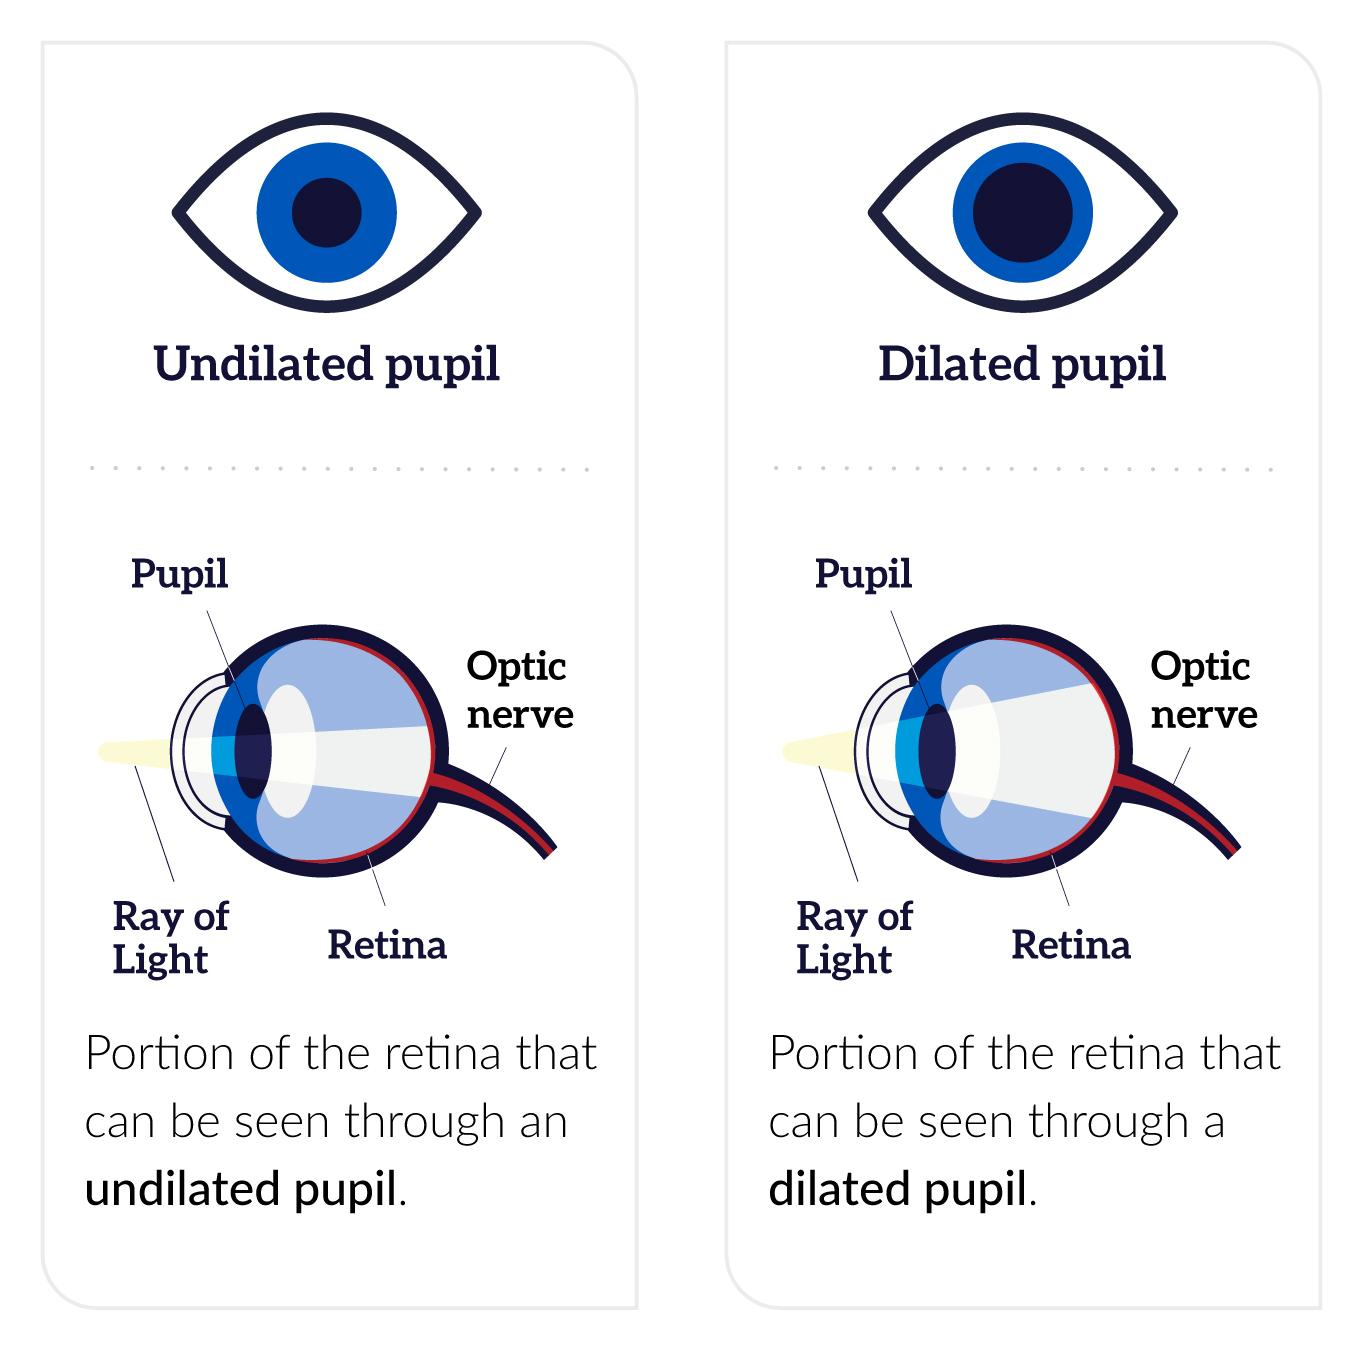 Undilated pupil
Pupil
Optic
nerve
Ray of
Light
Retina
Portion of the retina that
can be seen through an
undilated pupil.
Dilated pupil
Pupil
Optic
nerve
Ray of
Light
Retina
Portion of the retina that
can be seen through a
dilated pupil.